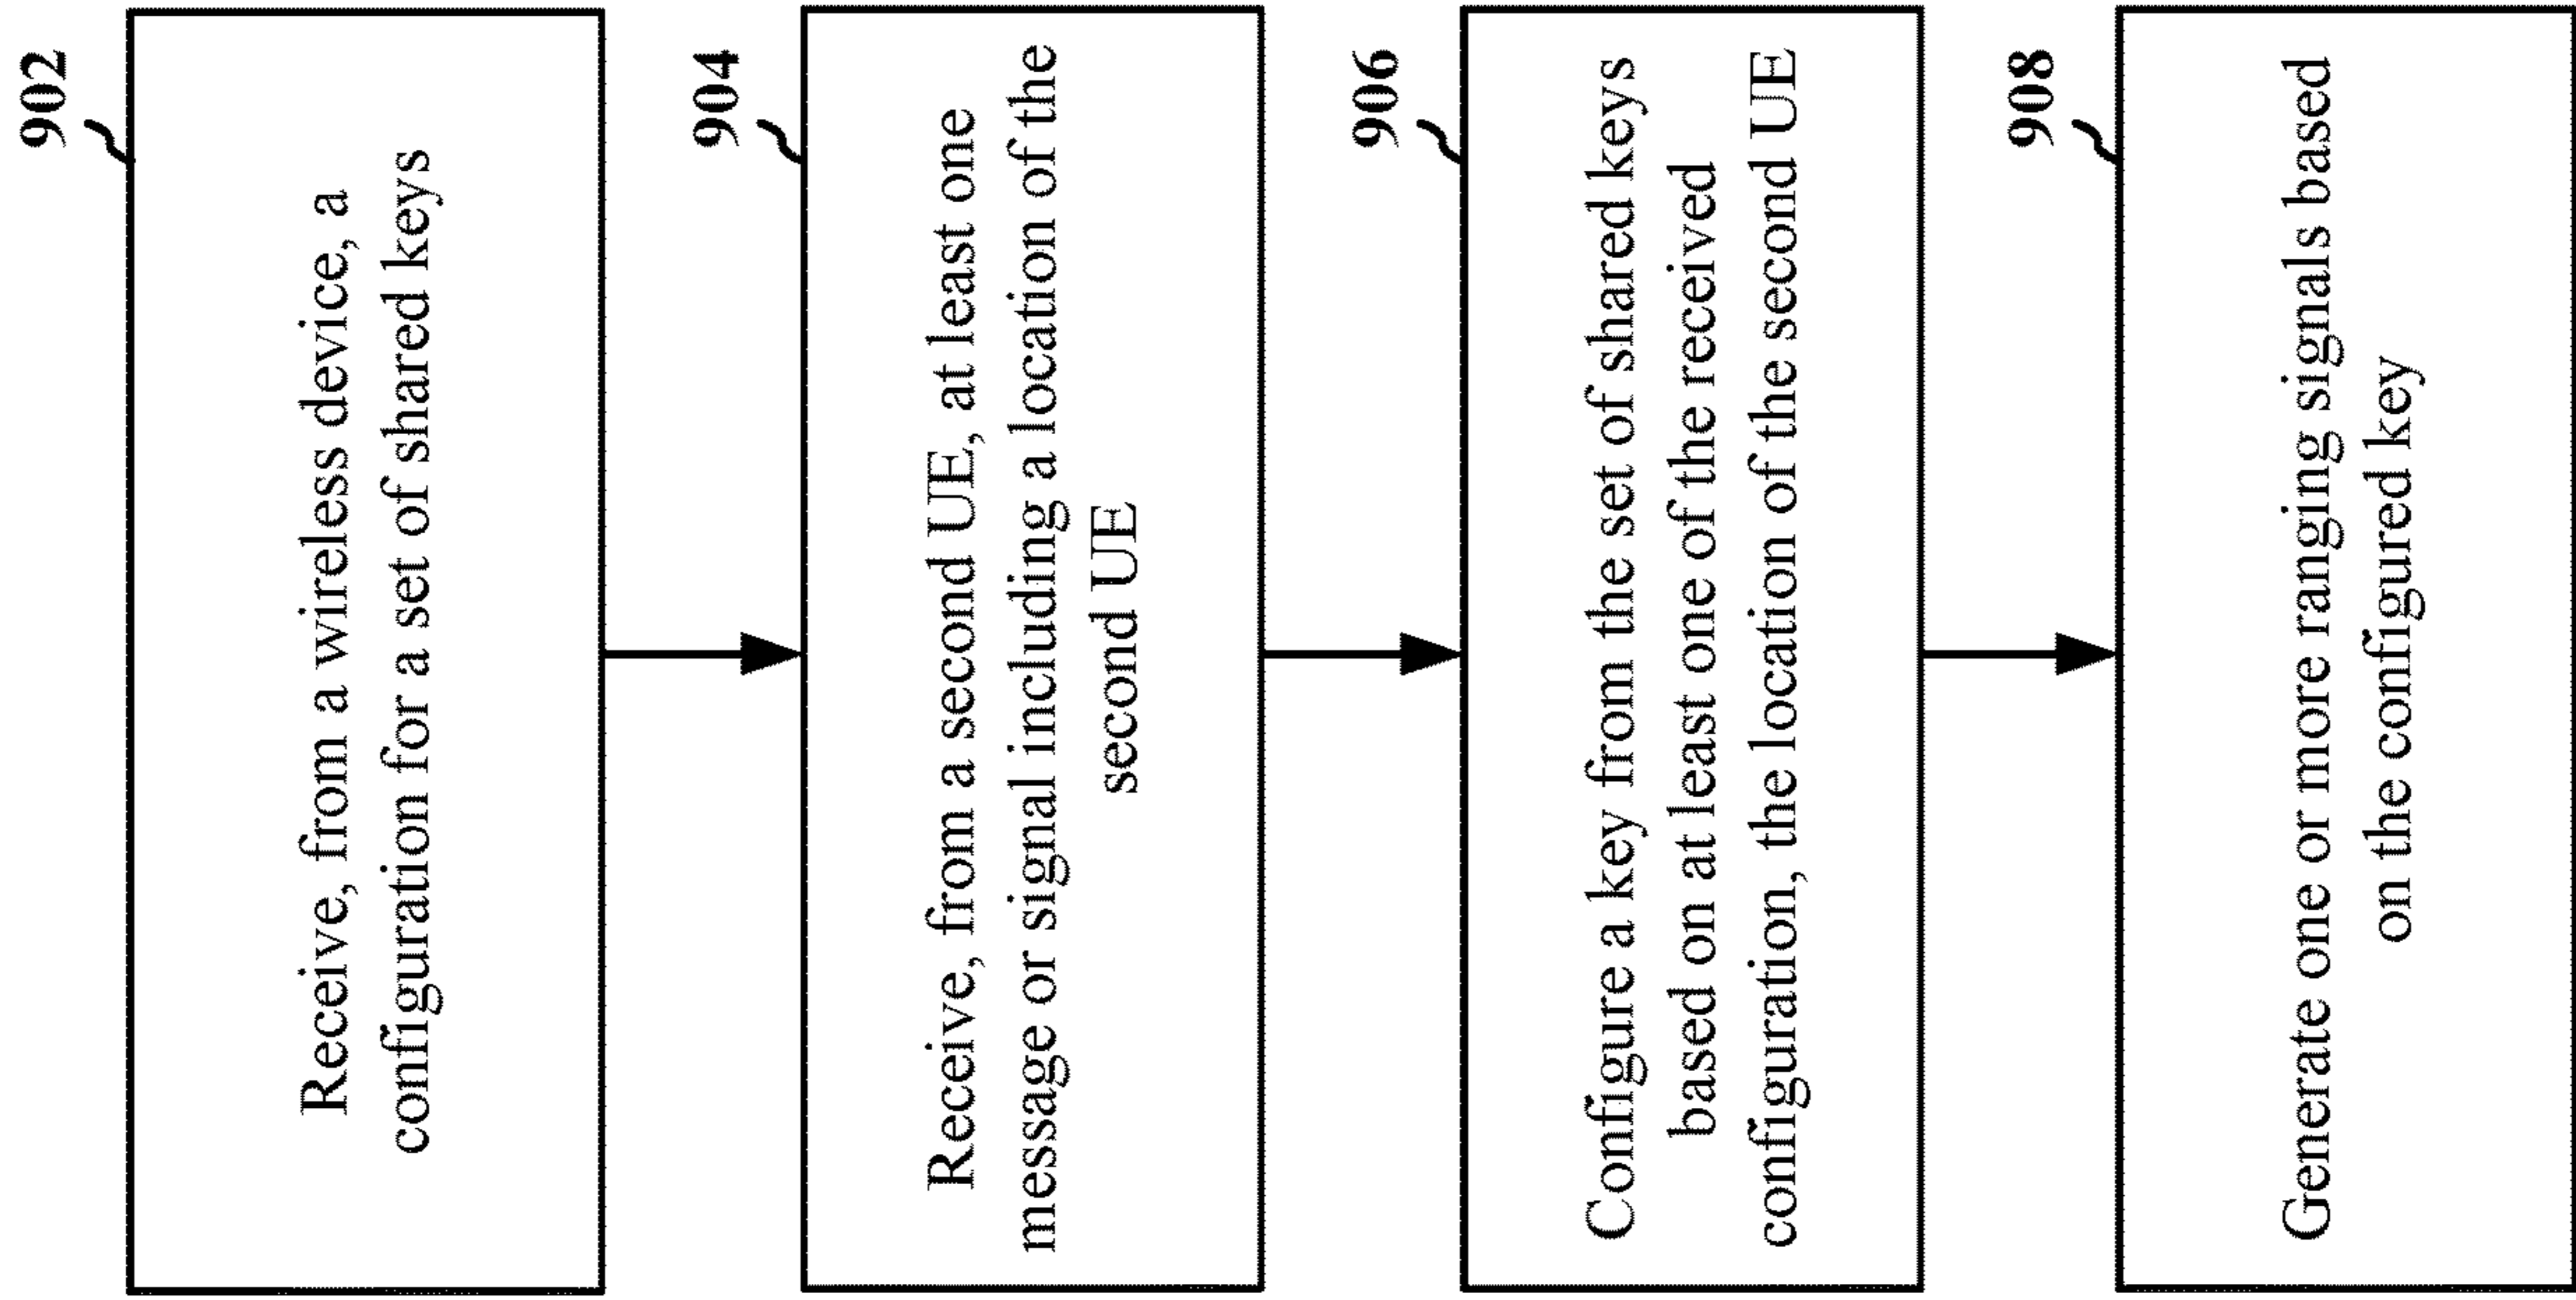 902
Receive, from a wireless device, a
configuration for a set of shared keys
904
Receive, from a second UE, at least one
message or signal including a location of the
second UE
906
Configure a key from the set of shared keys
based on at least one of the received
configuration, the location of the second UE
908
Generate one or more ranging signals based
on the configured key